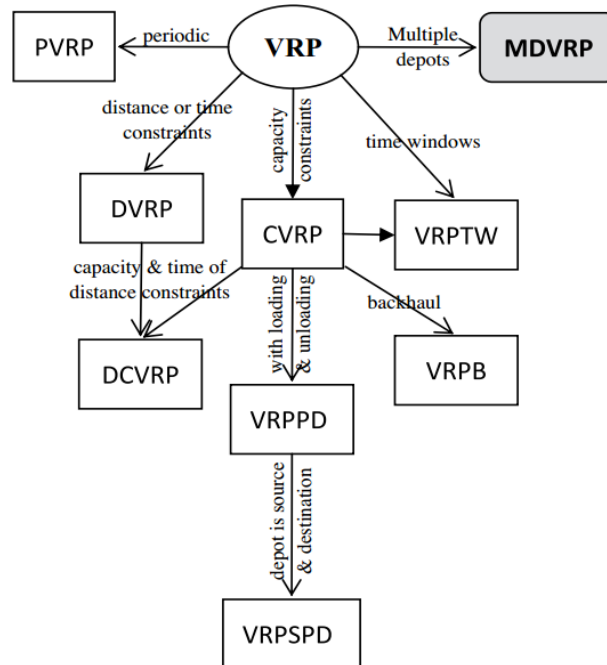 PVRP
periodic
VRP
Multiple
depots
MDVRP
distance or time
constraints
capacity
constraints
time windows
DVRP
CVRP
VRPTW
capacity & time of
distance constraints
with loading
& unloading
backhaul
DCVRP
VRPB
VRPPD
depot is source
& destination
VRPSPD